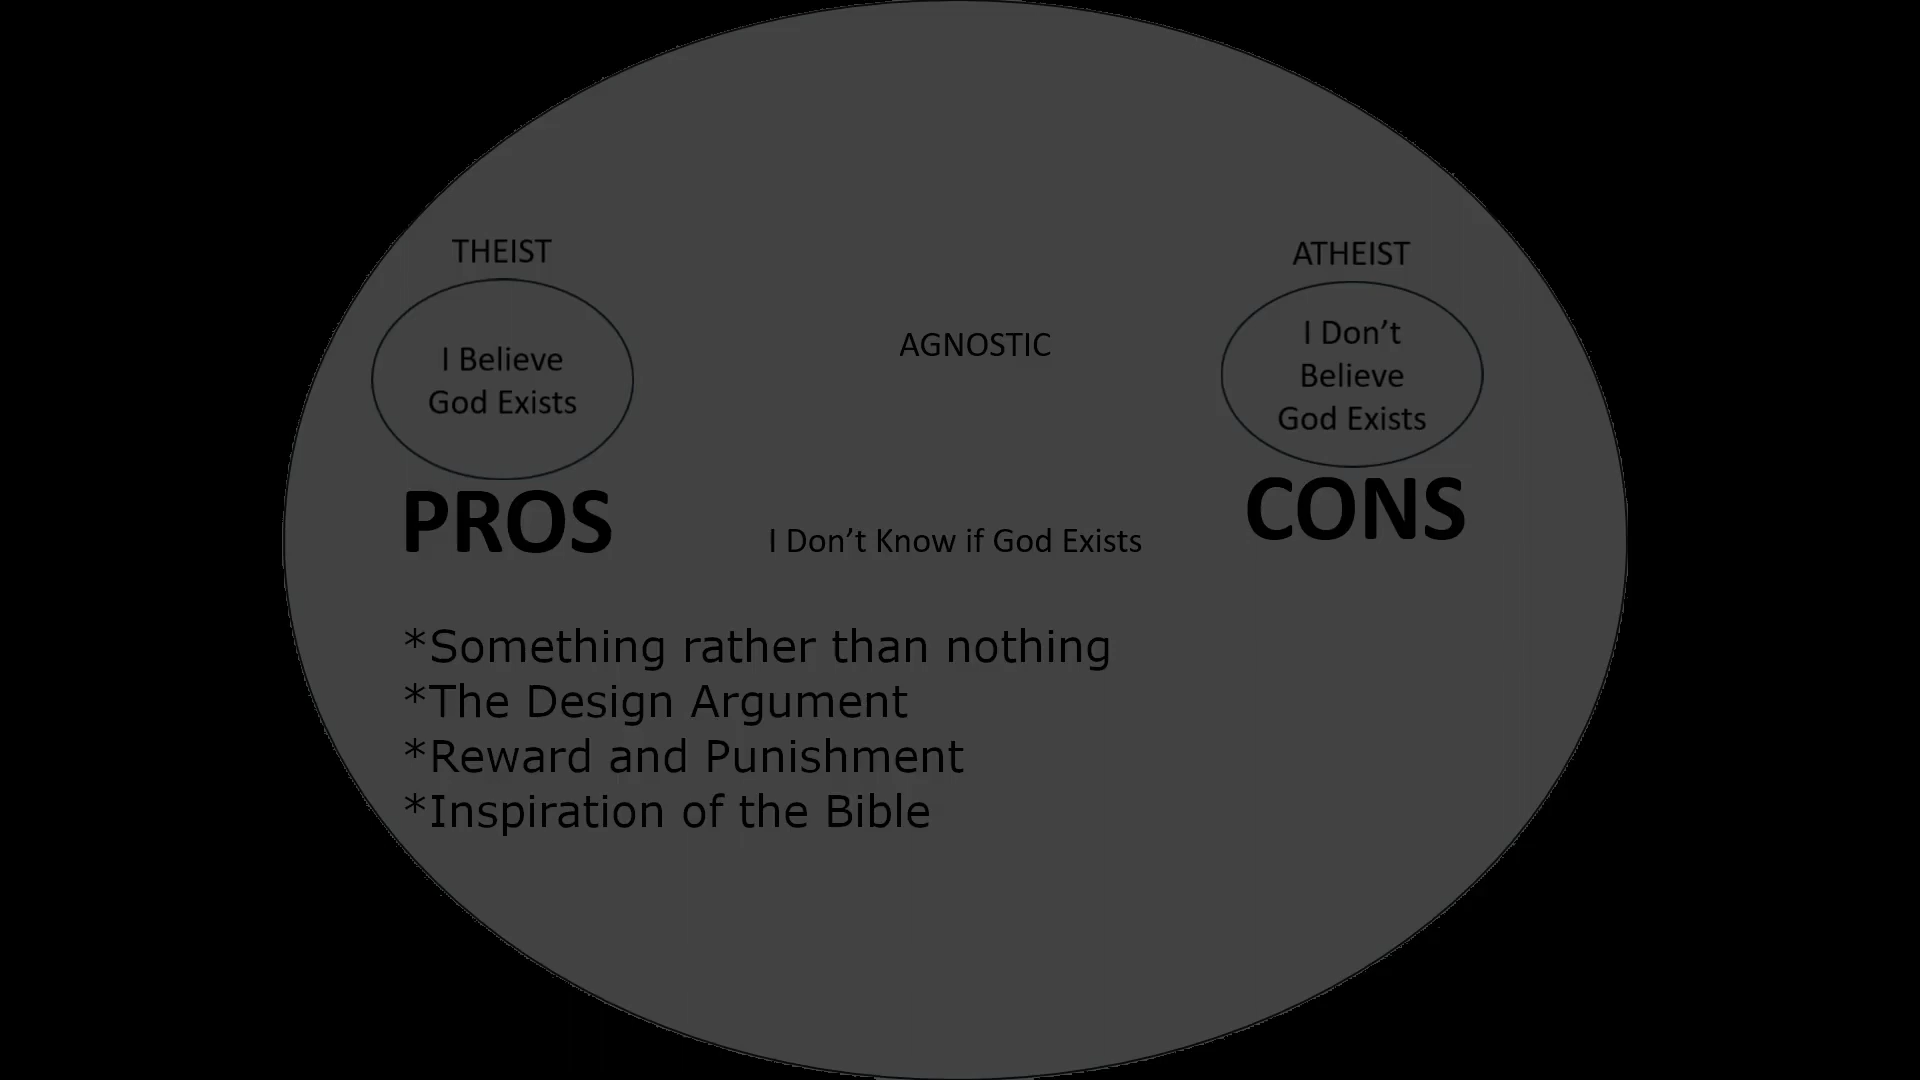 THEIST
I Believe
God Exists
PROS
AGNOSTIC
I Don’t Know if God Exists
ATHEIST
I Don’t
Believe
God Exists
CONS
*Something rather than nothing
*The Design Argument
*Reward and Punishment
*Inspiration of the Bible